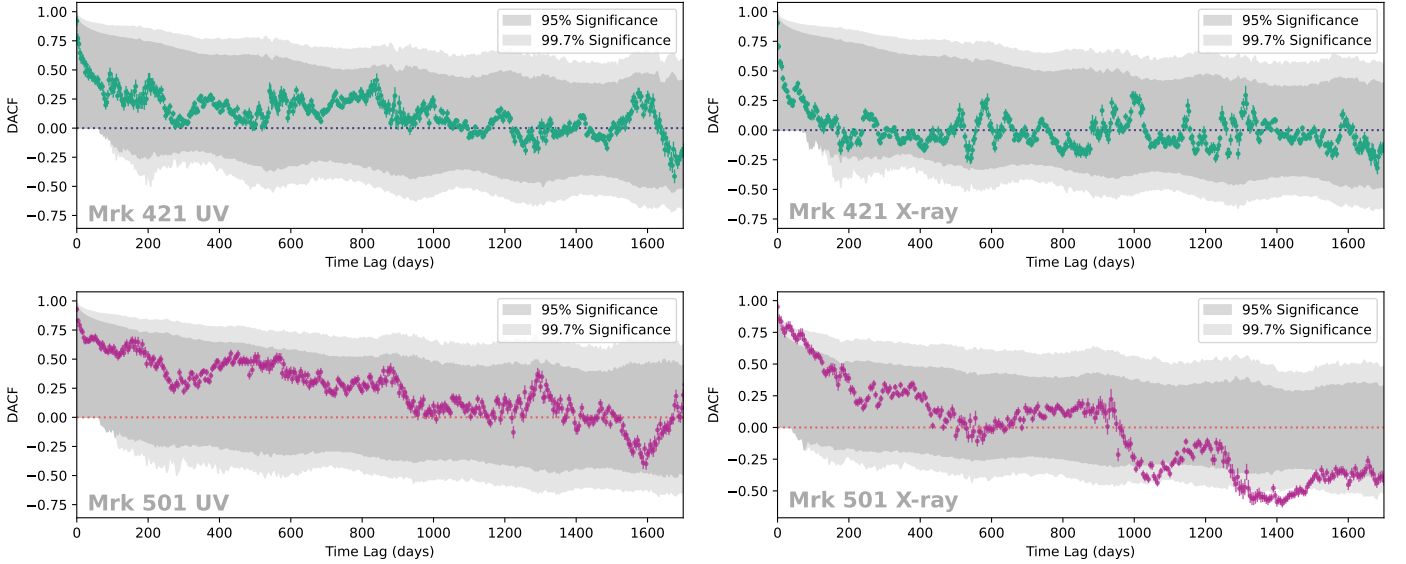 1.00
0.75
0.50
0.25
0.00
−0.25
−0.50
−0.75
DACF
95% Significance
99.7% Significance
Mrk 421 UV
0 200 400 600 800 1000 1200 1400 1600
Time Lag (days)
1.00
0.75
0.50
0.25
0.00
−0.25
−0.50
−0.75
DACF
95% Significance
99.7% Significance
Mrk 421 X-ray
0 200 400 600 800 1000 1200 1400 1600
Time Lag (days)
1.00
0.75
0.50
0.25
0.00
−0.25
−0.50
−0.75
DACF
95% Significance
99.7% Significance
Mrk 501 UV
0 200 400 600 800 1000 1200 1400 1600
Time Lag (days)
1.00
0.75
0.50
0.25
0.00
−0.25
−0.50
DACF
95% Significance
99.7% Significance
Mrk 501 X-ray
0 200 400 600 800 1000 1200 1400 1600
Time Lag (days)